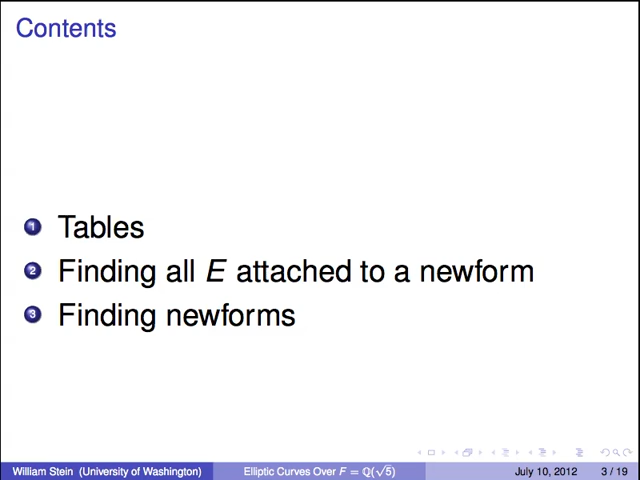 Contents
1 Tables
2 Finding all E attached to a newform
3 Finding newforms
William Stein (University of Washington) Elliptic Curves Over F = ℚ(√5) July 10, 2012 3 / 19